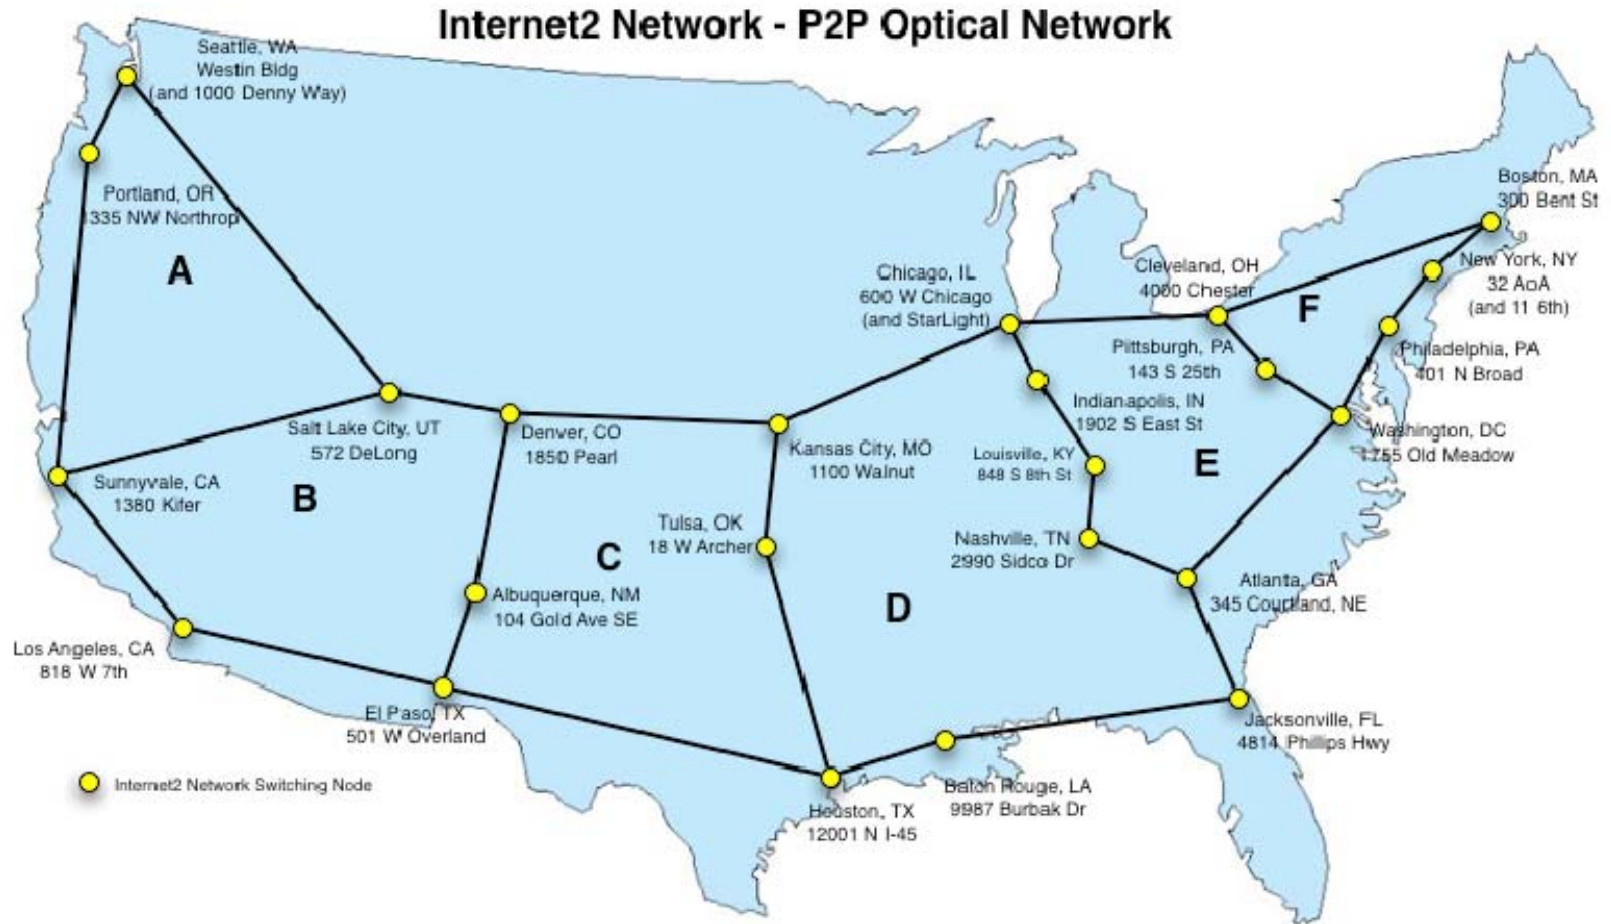 Internet2 Network - P2P Optical Network
Seattle, WA
Westin Bldg
(and 1000 Denny Way)
Portland, OR
1335 NW Northrop
A
Boston, MA
300 Bent St
New York, NY
32 AoA
(and 11 6th)
Cleveland, OH
4000 Chester
Chicago, IL
600 W Chicago
(and StarLight)
F
Pittsburgh, PA
143 S 25th
Philadelphia, PA
401 N Broad
Indianapolis, IN
1902 S East St
Washington, DC
1755 Old Meadow
Salt Lake City, UT
572 DeLong
Denver, CO
1850 Pearl
Kansas City, MO
1100 Walnut
Louisville, KY
848 S 8th St
E
Sunnyvale, CA
1380 Kifer
B
Tulsa, OK
18 W Archer
C
Nashville, TN
2990 Sidco Dr
Albuquerque, NM
104 Gold Ave SE
D
Atlanta, GA
345 Courtland, NE
Los Angeles, CA
818 W 7th
El Paso, TX
501 W Overland
Jacksonville, FL
4814 Phillips Hwy
Internet2 Network Switching Node
Baton Rouge, LA
9987 Burbak Dr
Houston, TX
12001 N I-45